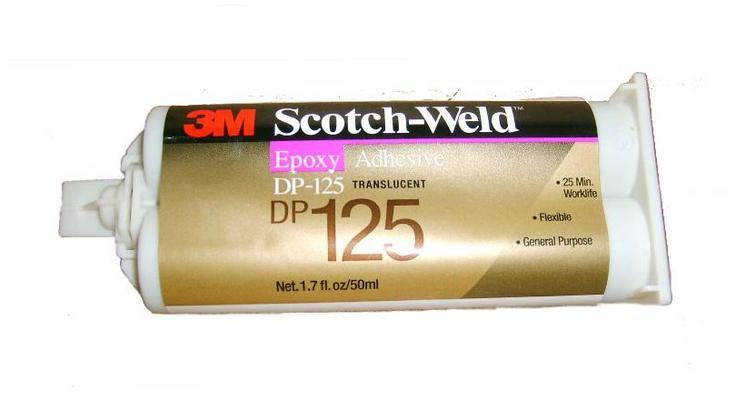 3M Scotch-Weld™
Epoxy Adhesive
DP-125 TRANSLUCENT
DP125
• 25 Min.
Worklife
• Flexible
• General Purpose
Net.1.7 fl.oz/50ml